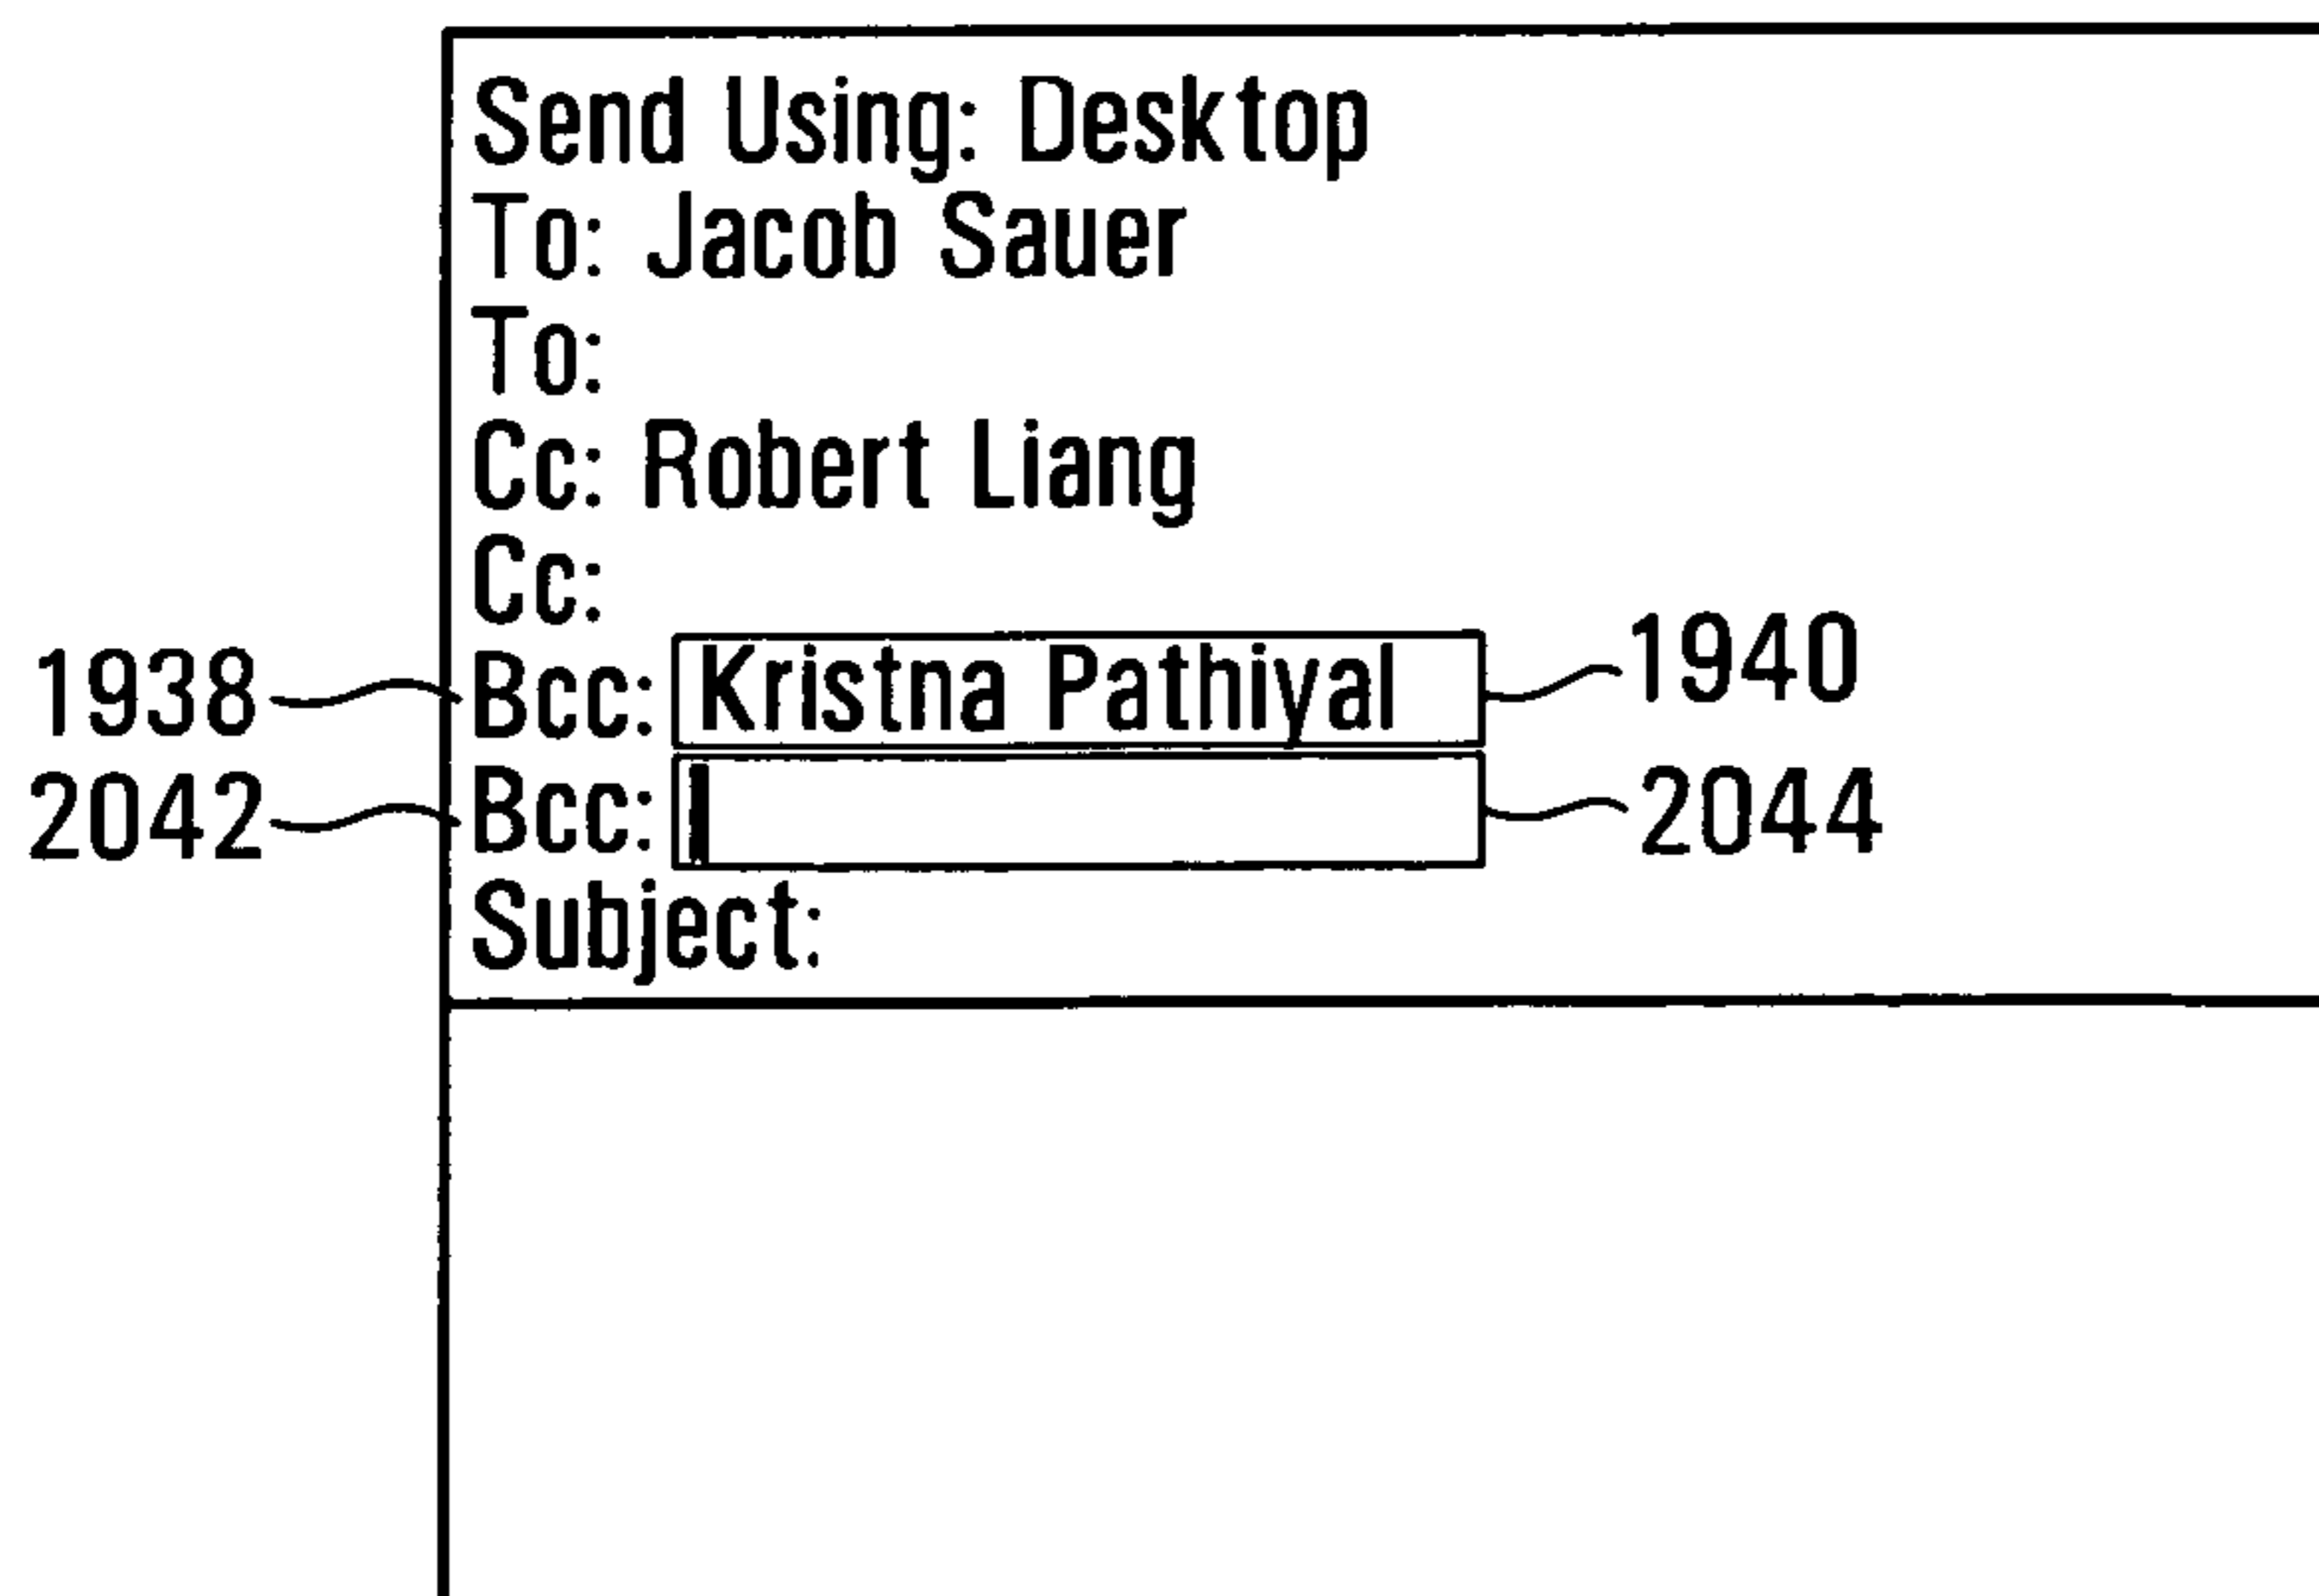 Send Using: Desktop
To: Jacob Sauer
To:
Cc: Robert Liang
Cc:
1938 Bcc: Kristna Pathiyal 1940
2042 Bcc: 2044
Subject: